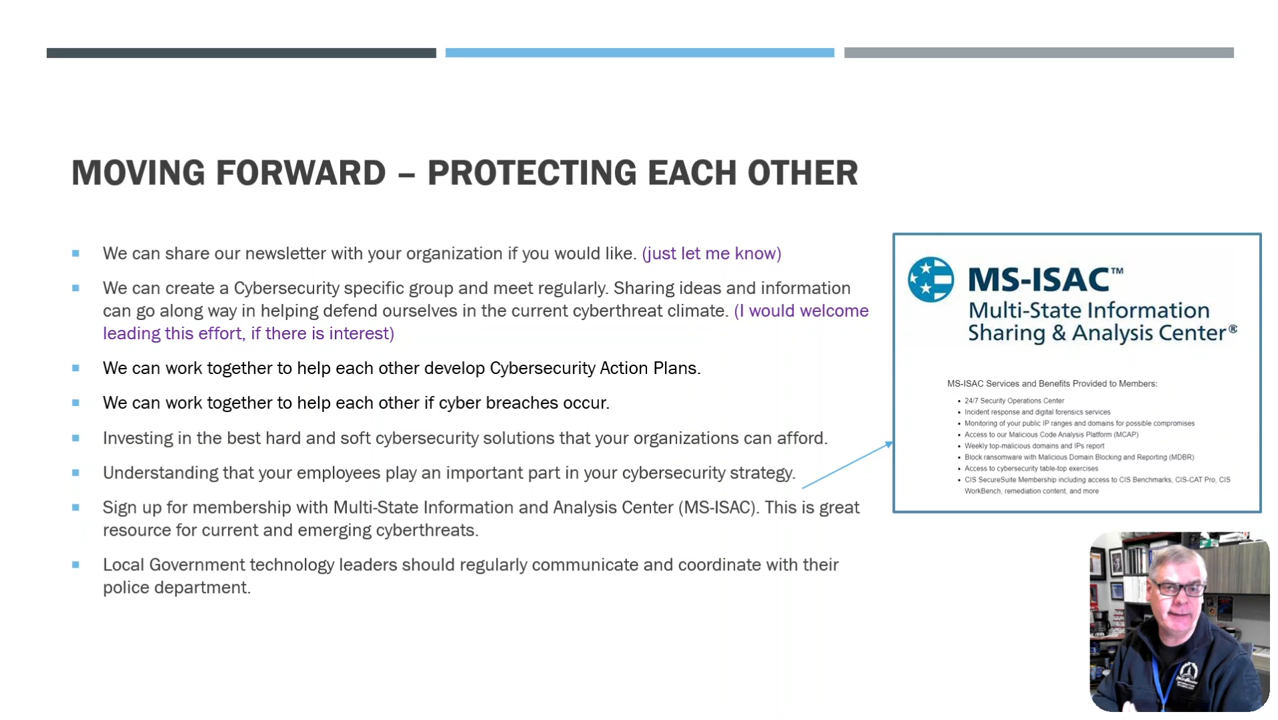 MOVING FORWARD – PROTECTING EACH OTHER
We can share our newsletter with your organization if you would like. (just let me know)
We can create a Cybersecurity specific group and meet regularly. Sharing ideas and information
can go along way in helping defend ourselves in the current cyberthreat climate. (I would welcome
leading this effort, if there is interest)
We can work together to help each other develop Cybersecurity Action Plans.
We can work together to help each other if cyber breaches occur.
Investing in the best hard and soft cybersecurity solutions that your organizations can afford.
Understanding that your employees play an important part in your cybersecurity strategy.
Sign up for membership with Multi-State Information and Analysis Center (MS-ISAC). This is great
resource for current and emerging cyberthreats.
Local Government technology leaders should regularly communicate and coordinate with their
police department.
MS-ISAC™
Multi-State Information
Sharing & Analysis Center®
MS-ISAC Services and Benefits Provided to Members:
24/7 Security Operations Center
Incident response and digital forensics services
Monitoring of your public IP ranges and domains for possible compromises
Access to our Malicious Code Analysis Platform (MCAP)
Weekly top-malicious domains and IPs report
Block ransomware with Malicious Domain Blocking and Reporting (MDBR)
Access to cybersecurity table-top exercises
CIS SecureSuite Membership including access to CIS Benchmarks, CIS-CAT Pro, CIS
WorkBench, remediation content, and more